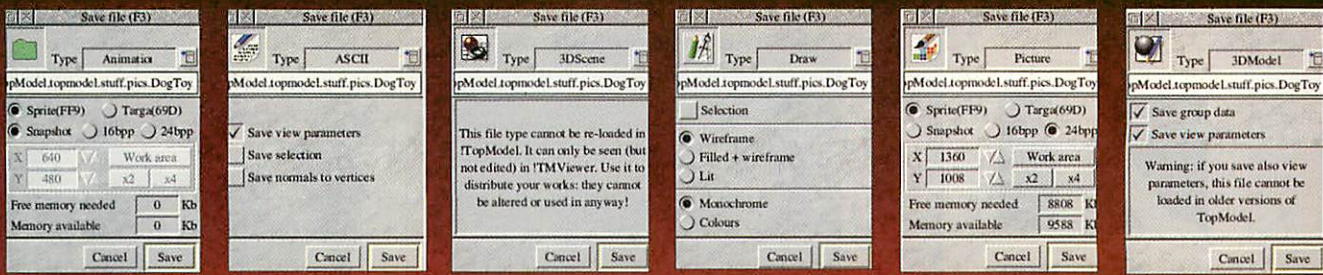 Save file (F3)
Type Animation
pModel.topmodel.stuff.pics.DogToy
Sprite(FF9) Targa(69D)
Snapshot 16bpp 24bpp
X 640 Work area
Y 480 x2 x4
Free memory needed 0 Kb
Memory available 0 Kb
Cancel Save
Save file (F3)
Type ASCII
pModel.topmodel.stuff.pics.DogToy
Save view parameters
Save selection
Save normals to vertices
Cancel Save
Save file (F3)
Type 3DScene
pModel.topmodel.stuff.pics.DogToy
This file type cannot be re-loaded in
!TopModel. It can only be seen (but
not edited) in !TMViewer. Use it to
distribute your works: they cannot
be altered or used in anyway!
Cancel Save
Save file (F3)
Type Draw
pModel.topmodel.stuff.pics.DogToy
Selection
Wireframe
Filled + wireframe
Lit
Monochrome
Colours
Cancel Save
Save file (F3)
Type Picture
pModel.topmodel.stuff.pics.DogToy
Sprite(FF9) Targa(69D)
Snapshot 16bpp 24bpp
X 1360 Work area
Y 1008 x2 x4
Free memory needed 8808 Kb
Memory available 9588 Kb
Cancel Save
Save file (F3)
Type 3DModel
pModel.topmodel.stuff.pics.DogToy
Save group data
Save view parameters
Warning: if you save also view
parameters, this file cannot be
loaded in older versions of
TopModel.
Cancel Save